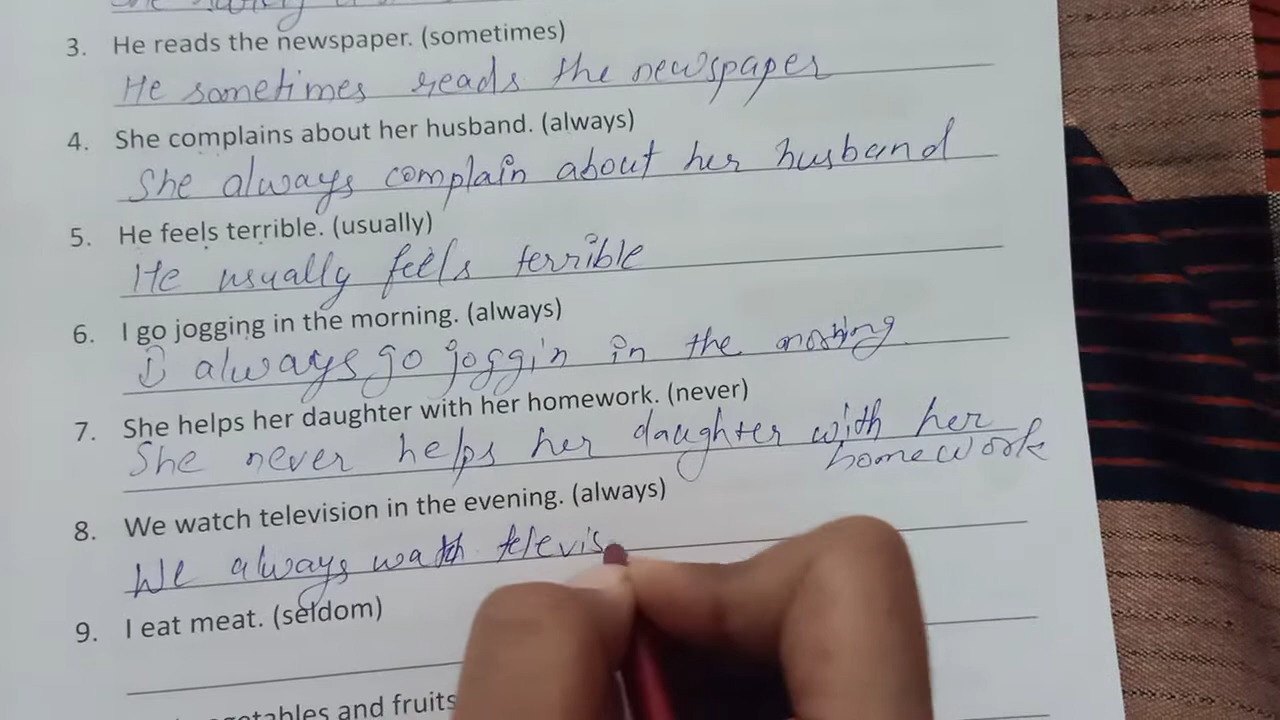 3. He reads the newspaper. (sometimes)
He sometimes reads the newspaper
4. She complains about her husband. (always)
She always complain about her husband
5. He feels terrible. (usually)
He usually feels terrible
6. I go jogging in the morning. (always)
I always go joggin in the morning
7. She helps her daughter with her homework. (never)
She never helps her daughter with her
homework
8. We watch television in the evening. (always)
We always watch televis
9. I eat meat. (seldom)
and fruits